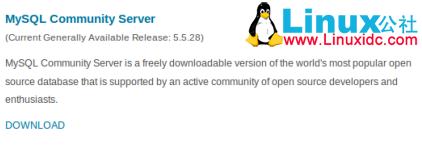 MySQL Community Server
Linux公社
(Current Generally Available Release: 5.5.28)
www.Linuxidc.com
MySQL Community Server is a freely downloadable version of the world's most popular open
source database that is supported by an active community of open source developers and
enthusiasts.
DOWNLOAD